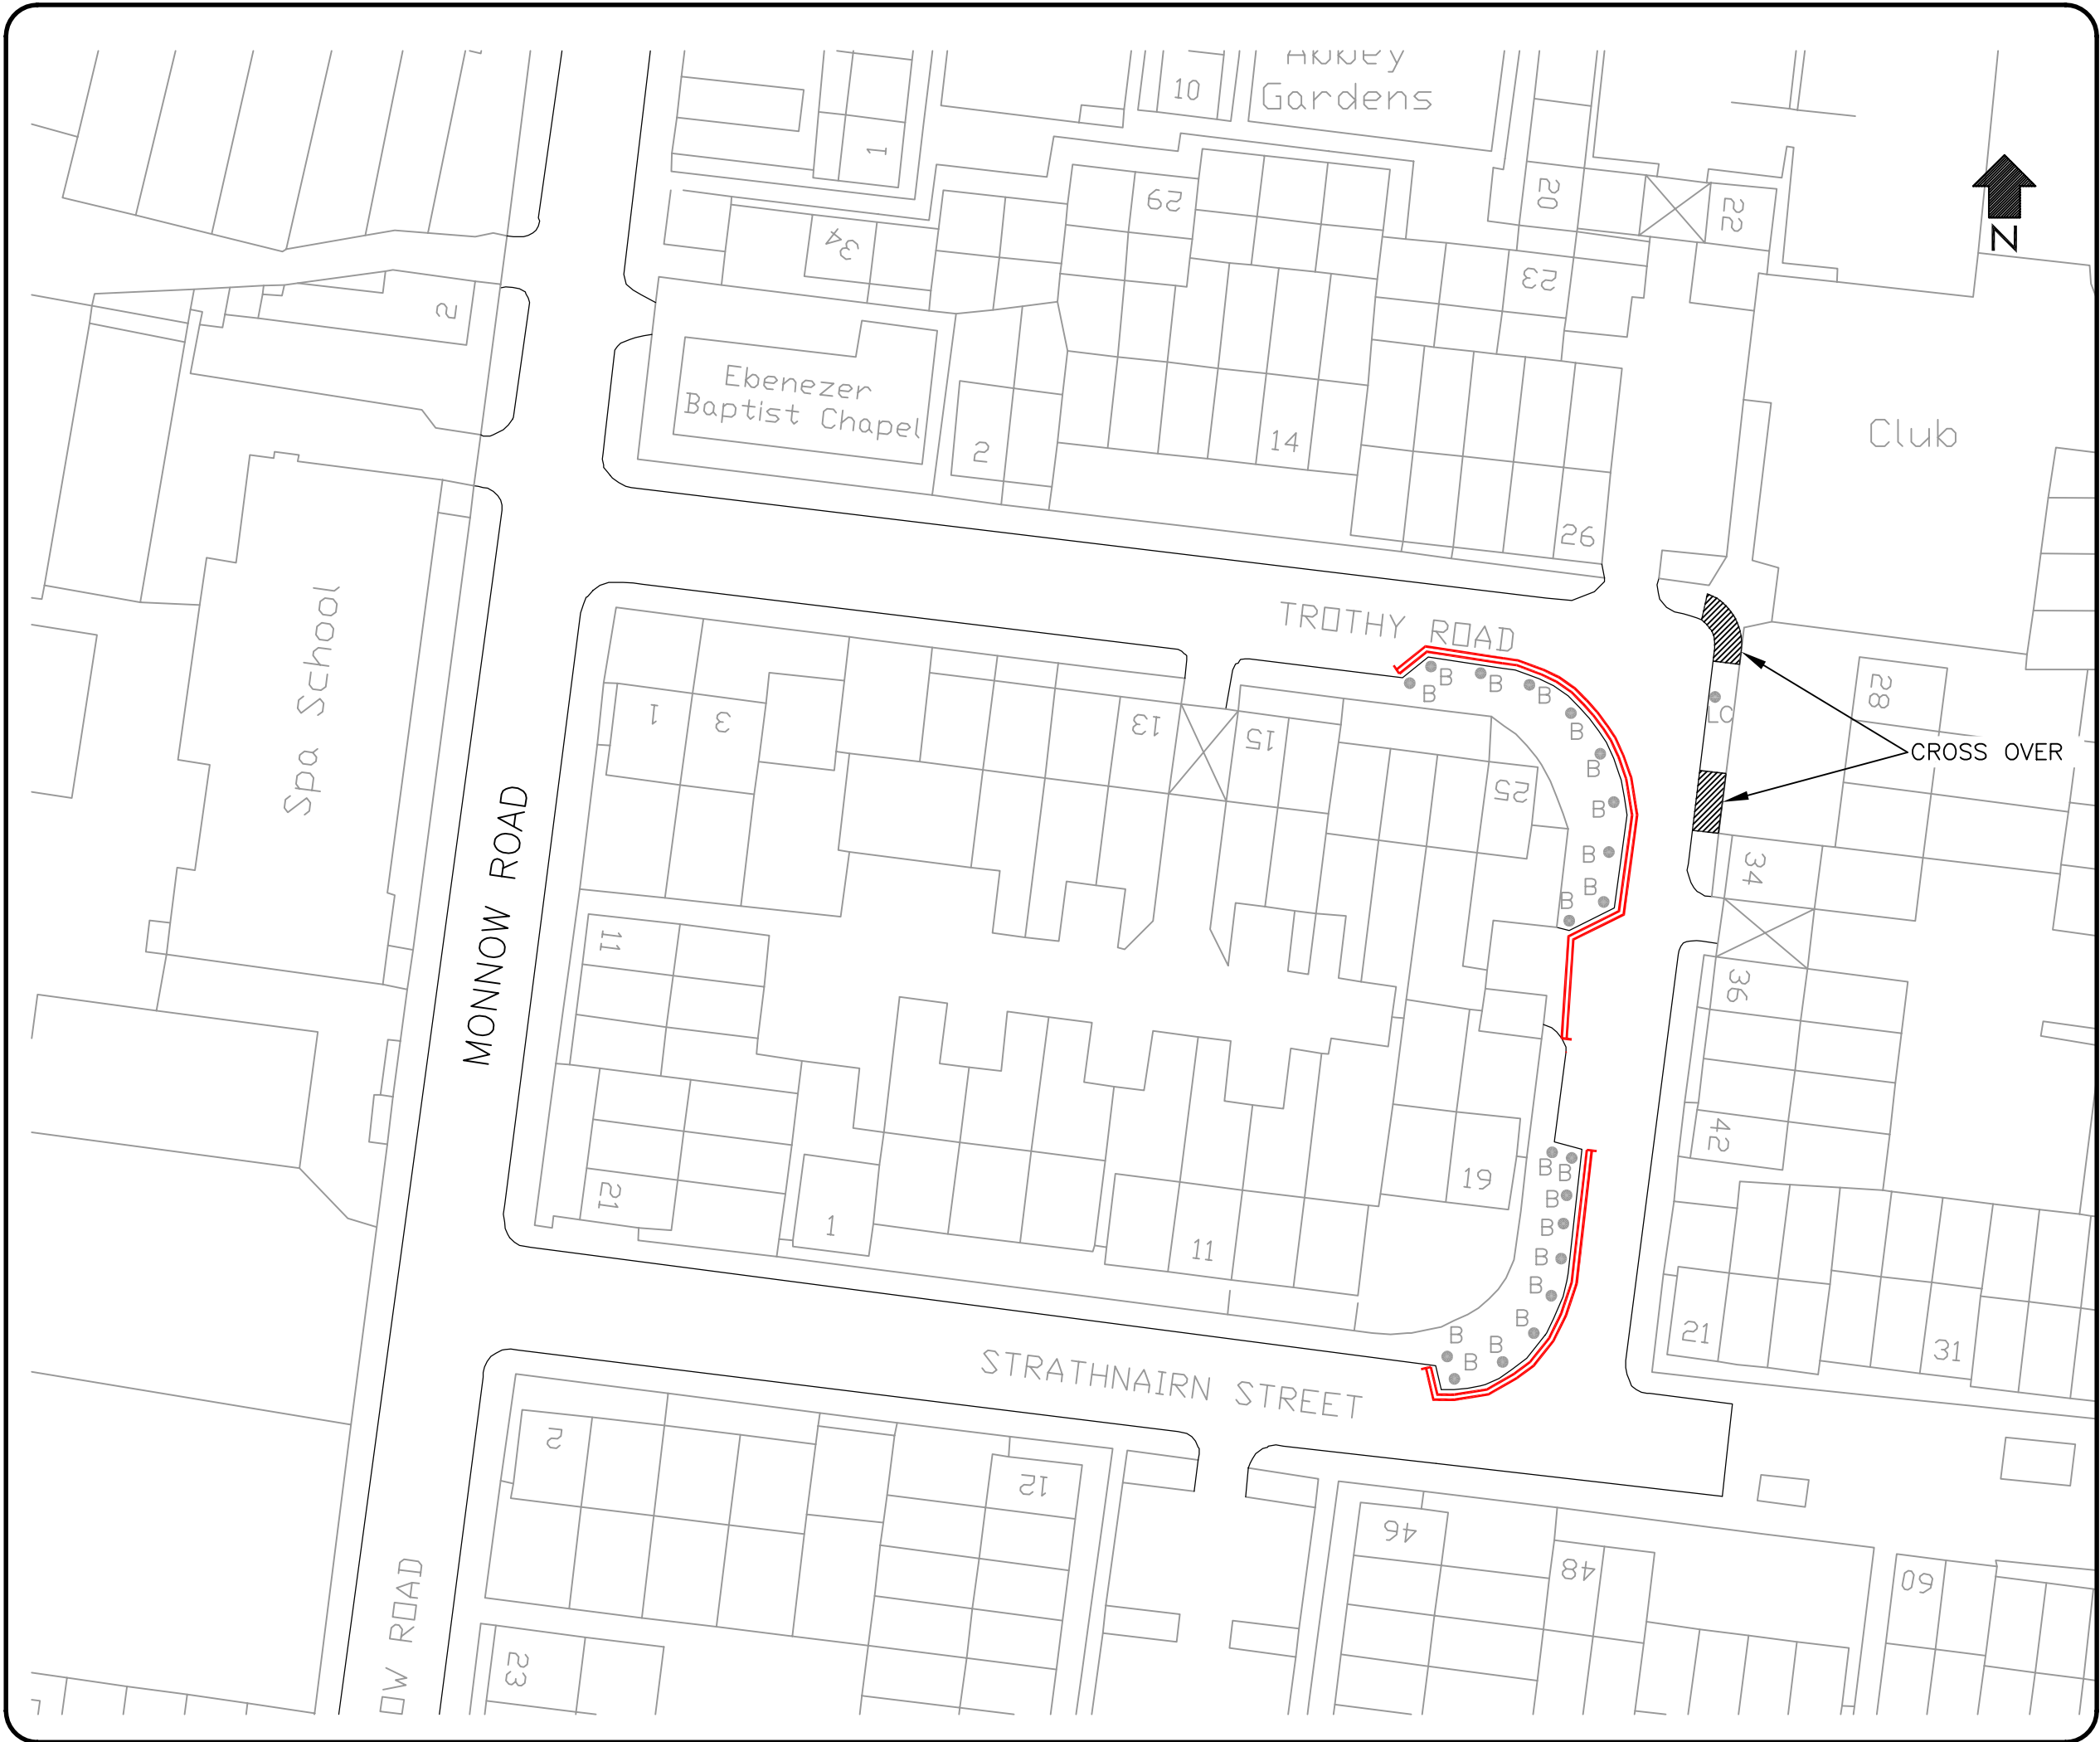 Abbey
Gardens
10
1
20
22
N
29
34
23
2
Ebenezer
Baptist Chapel
2
14
26
Club
Spa School
TROTHY ROAD
B
B
B
B
B
B
B
B
B
B
B
B
LC
CROSS OVER
28
1
3
13
15
25
34
36
42
MONNOW ROAD
11
21
1
11
19
B
B
B
B
B
B
B
B
B
B
21
31
STRATHNAIRN STREET
2
12
46
48
60
OW ROAD
23